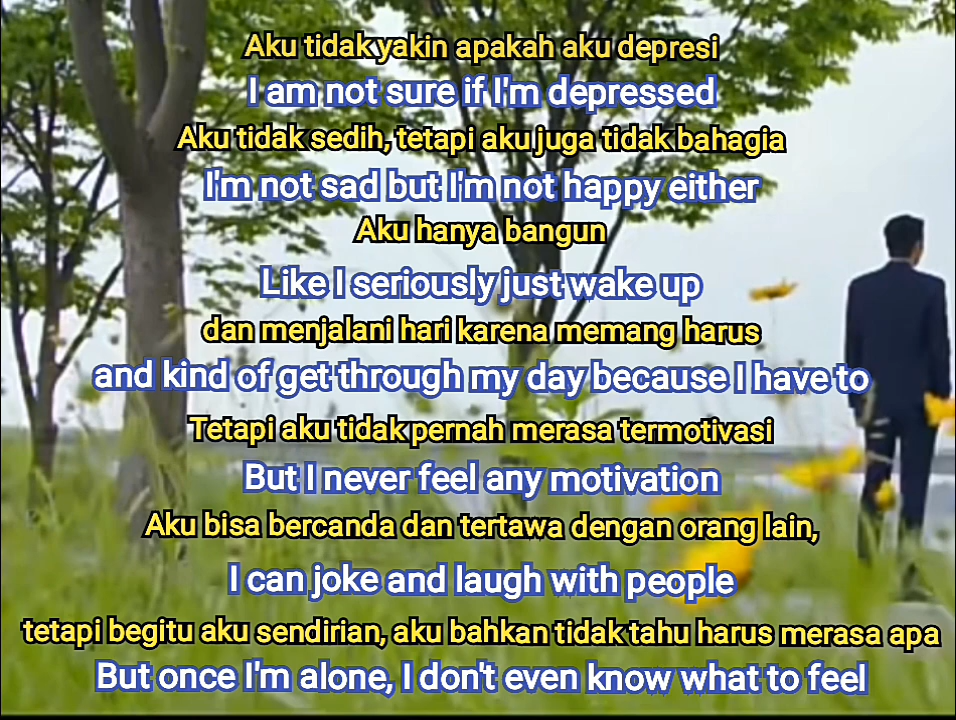 Aku tidak yakin apakah aku depresi
I am not sure if I'm depressed
Aku tidak sedih, tetapi aku juga tidak bahagia
I'm not sad but I'm not happy either
Aku hanya bangun
Like I seriously just wake up
dan menjalani hari karena memang harus
and kind of get through my day because I have to
Tetapi aku tidak pernah merasa termotivasi
But I never feel any motivation
Aku bisa bercanda dan tertawa dengan orang lain,
I can joke and laugh with people
tetapi begitu aku sendirian, aku bahkan tidak tahu harus merasa apa
But once I'm alone, I don't even know what to feel